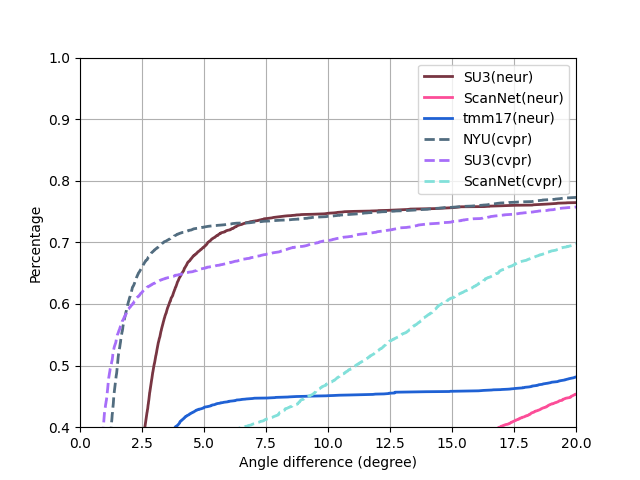 1.0
0.9
0.8
0.7
0.6
0.5
0.4
Percentage
0.0 2.5 5.0 7.5 10.0 12.5 15.0 17.5 20.0
Angle difference (degree)
SU3(neur)
ScanNet(neur)
tmm17(neur)
NYU(cvpr)
SU3(cvpr)
ScanNet(cvpr)